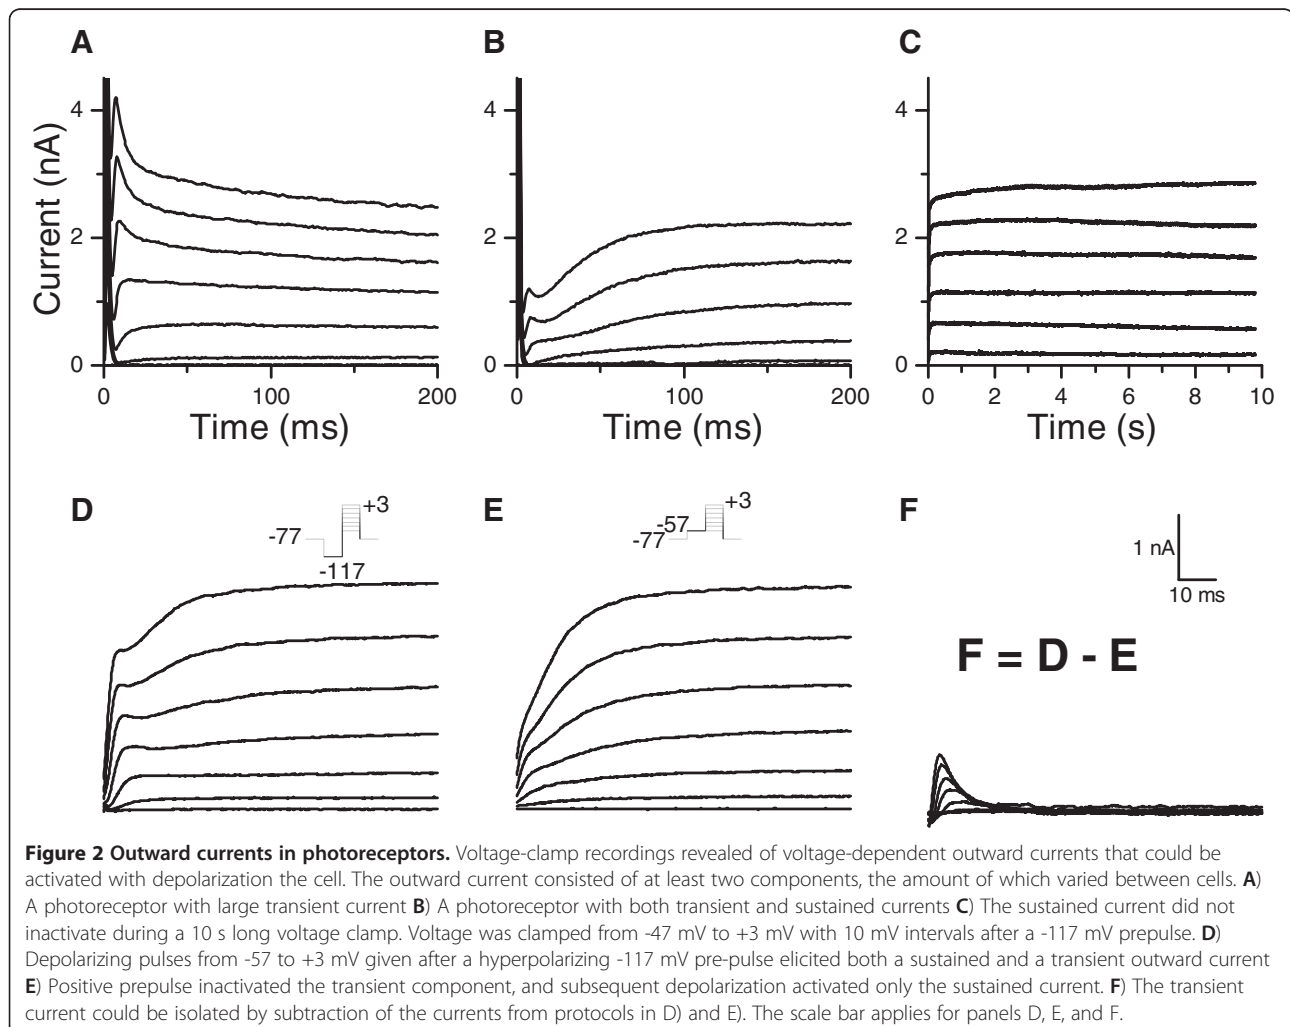 A
B
C
4
2
0
Current (nA)
0
100
200
Time (ms)
4
2
0
0
100
200
Time (ms)
4
2
0
0
2
4
6
8
10
Time (s)
D
-77
+3
-117
E
-57
-77
+3
F
1 nA
10 ms
F = D - E
Figure 2 Outward currents in photoreceptors. Voltage-clamp recordings revealed of voltage-dependent outward currents that could be
activated with depolarization the cell. The outward current consisted of at least two components, the amount of which varied between cells. A)
A photoreceptor with large transient current B) A photoreceptor with both transient and sustained currents C) The sustained current did not
inactivate during a 10 s long voltage clamp. Voltage was clamped from -47 mV to +3 mV with 10 mV intervals after a -117 mV prepulse. D)
Depolarizing pulses from -57 to +3 mV given after a hyperpolarizing -117 mV pre-pulse elicited both a sustained and a transient outward current
E) Positive prepulse inactivated the transient component, and subsequent depolarization activated only the sustained current. F) The transient
current could be isolated by subtraction of the currents from protocols in D) and E). The scale bar applies for panels D, E, and F.